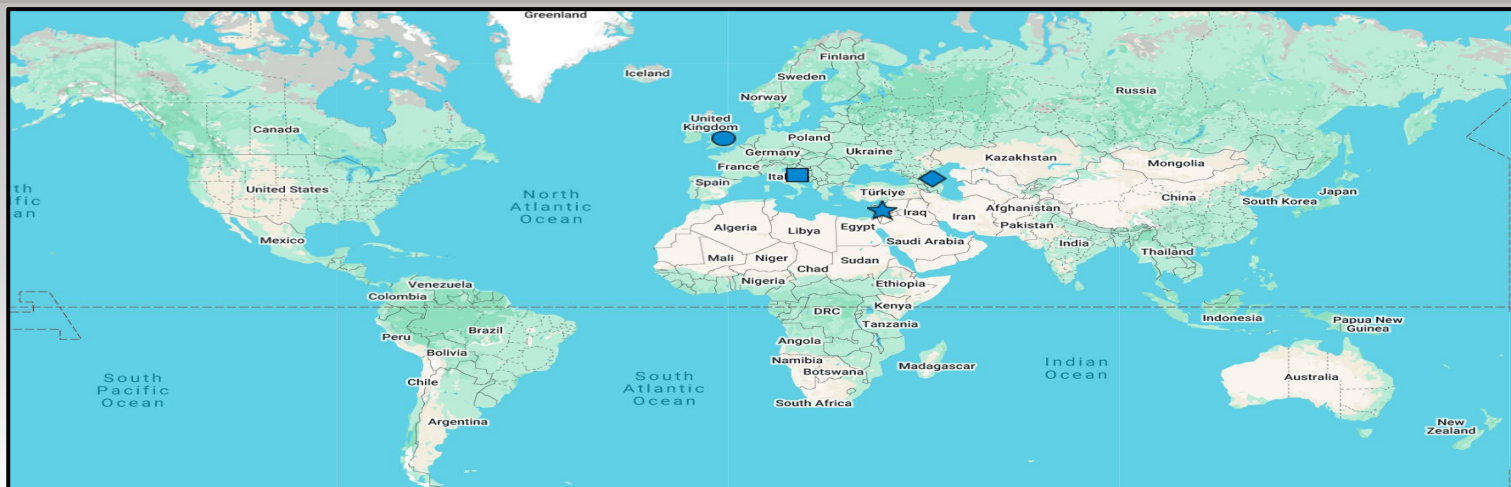 Greenland
Iceland
Finland
Sweden
Norway
Russia
United
Kingdom
Canada
Poland
Germany
Ukraine
Kazakhstan
Mongolia
France
Ita
Spain
United States
North
Atlantic
Ocean
Türkiye
Japan
China
South Korea
Afghanistan
Iraq
Iran
Pakistan
Algeria
Libya
Egypt
Saudi Arabia
India
Mexico
Thailand
Mali
Niger
Chad
Sudan
Nigeria
Ethiopia
Venezuela
Colombia
Kenya
DRC
Indonesia
Papua New
Guinea
Tanzania
Brazil
Peru
Angola
Bolivia
Namibia
Botswana
Madagascar
Indian
Ocean
Australia
South
Pacific
Ocean
Chile
South
Atlantic
Ocean
South Africa
Argentina
New
Zealand
th
fic
an